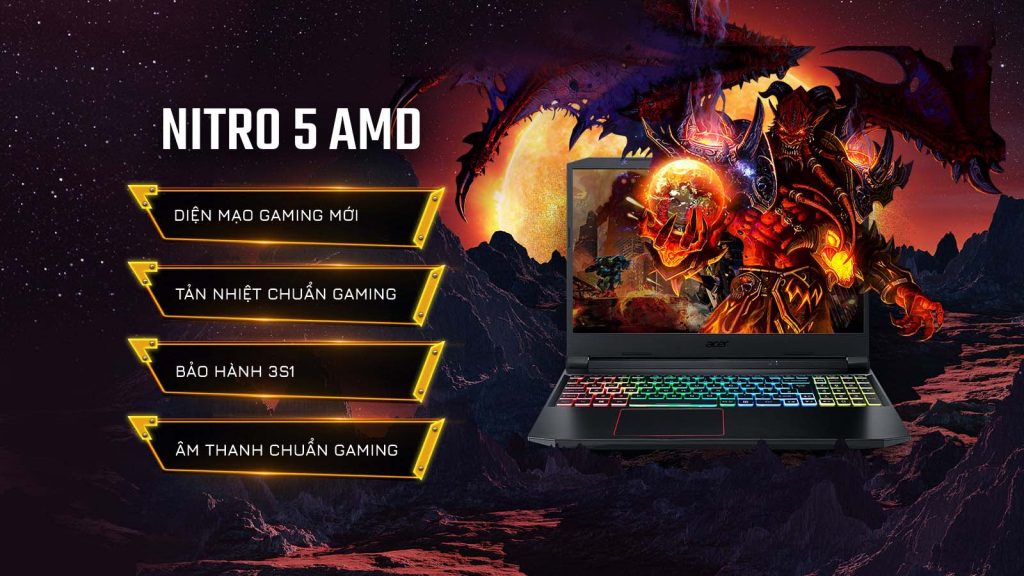 NITRO 5 AMD
DIỆN MẠO GAMING MỚI
TẢN NHIỆT CHUẨN GAMING
BẢO HÀNH 3S1
ÂM THANH CHUẨN GAMING
acer